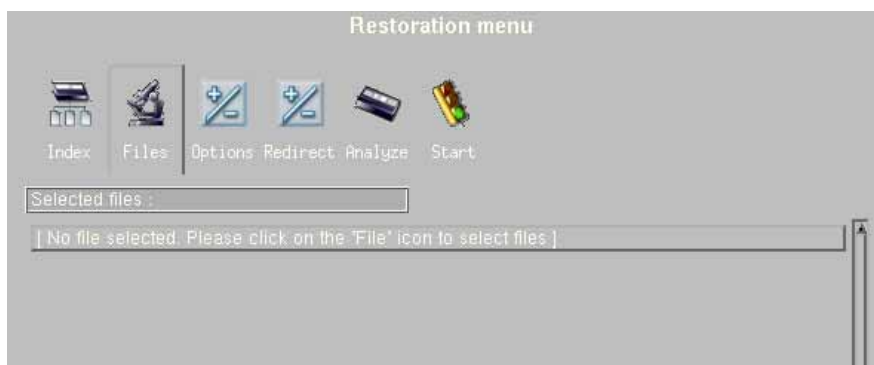 Restoration menu
Index Files Options Redirect Analyze Start
Selected files :
[ No file selected. Please click on the "File" icon to select files ]